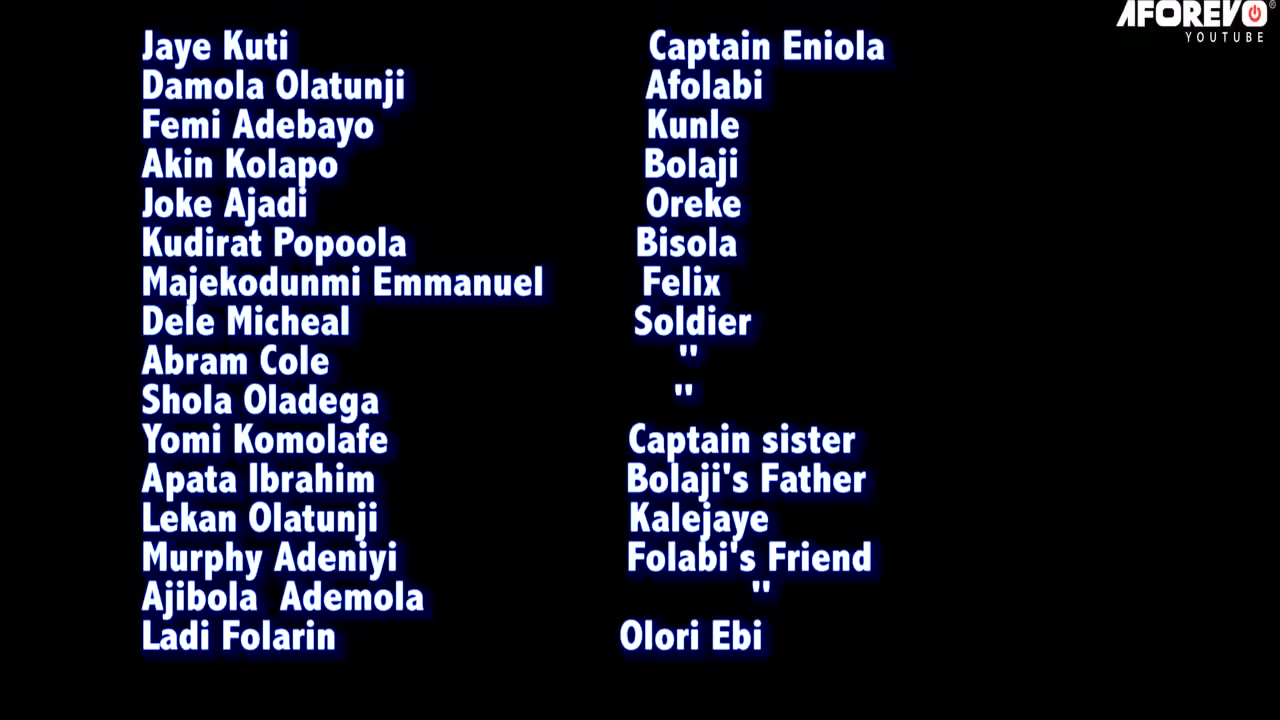 AFOREVO®
YOUTUBE
Jaye Kuti Captain Eniola
Damola Olatunji Afolabi
Femi Adebayo Kunle
Akin Kolapo Bolaji
Joke Ajadi Oreke
Kudirat Popoola Bisola
Majekodunmi Emmanuel Felix
Dele Micheal Soldier
Abram Cole "
Shola Oladega "
Yomi Komolafe Captain sister
Apata Ibrahim Bolaji's Father
Lekan Olatunji Kalejaye
Murphy Adeniyi Folabi's Friend
Ajibola Ademola "
Ladi Folarin Olori Ebi